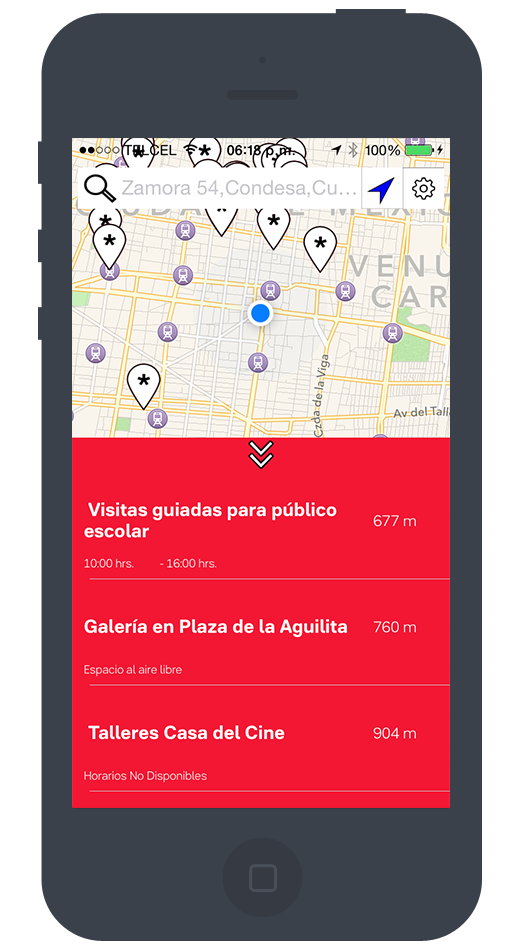 TELCEL 06:18 p.m. 100%
Zamora 54,Condesa,Cu...
VENU
CAR
Czda de la Viga
Av del Tall
Visitas guiadas para público
escolar
677 m
10:00 hrs. - 16:00 hrs.
Galería en Plaza de la Aguilita
760 m
Espacio al aire libre
Talleres Casa del Cine
904 m
Horarios No Disponibles